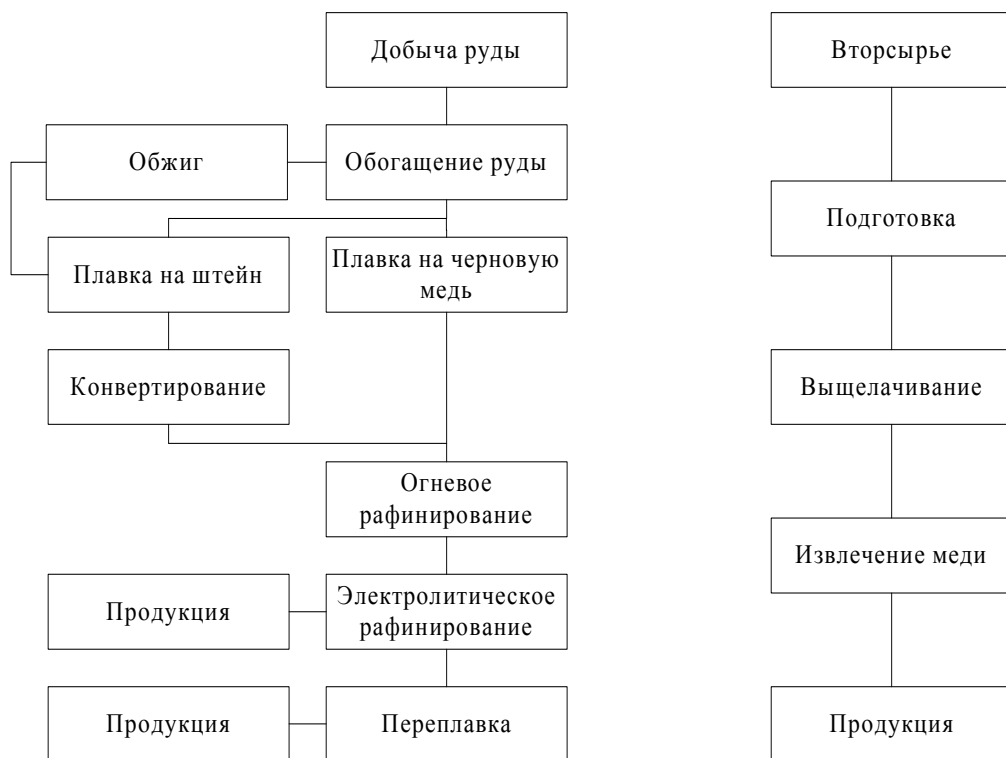 Добыча руды
Вторсырье
Обжиг
Обогащение руды
Подготовка
Плавка на штейн
Плавка на черновую
медь
Конвертирование
Выщелачивание
Огневое
рафинирование
Извлечение меди
Продукция
Электролитическое
рафинирование
Продукция
Переплавка
Продукция